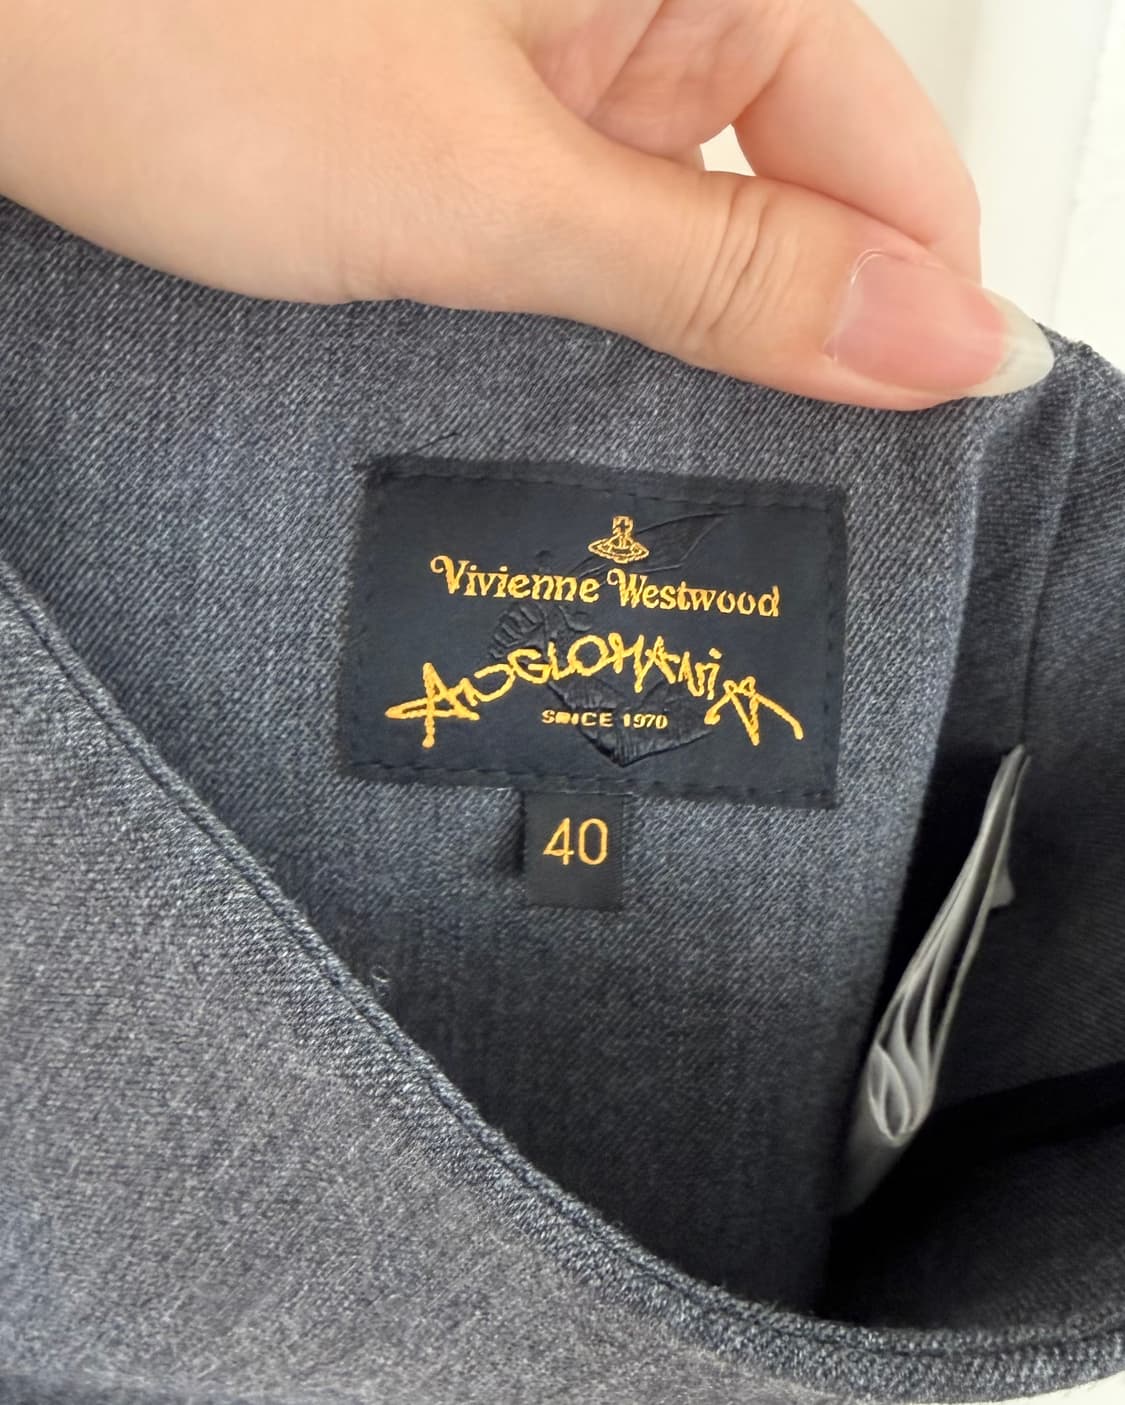 Vivienne Westwood
ANGLOMANIA
SINCE 1970
40